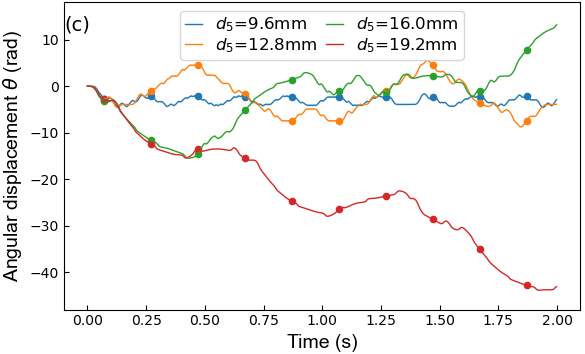 (c)
d₅=9.6mm d₅=16.0mm
d₅=12.8mm d₅=19.2mm
Angular displacement θ (rad)
10
0
−10
−20
−30
−40
0.00 0.25 0.50 0.75 1.00 1.25 1.50 1.75 2.00
Time (s)